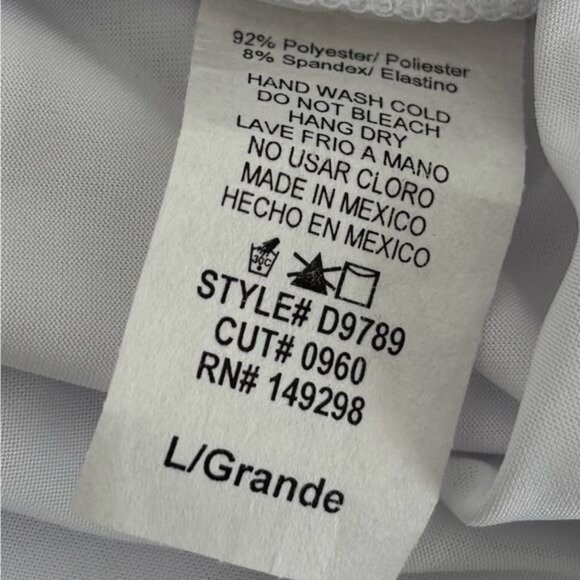 92% Polyester/ Poliester
8% Spandex/ Elastino
HAND WASH COLD
DO NOT BLEACH
HANG DRY
LAVE FRIO A MANO
NO USAR CLORO
MADE IN MEXICO
HECHO EN MEXICO
30C
STYLE# D9789
CUT# 0960
RN# 149298
L/Grande